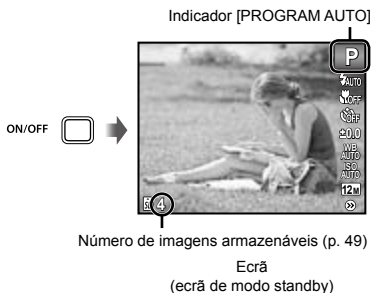 Indicador [PROGRAM AUTO]
P
AUTO
OFF
OFF
±0.0
WB
AUTO
ISO
AUTO
12M
ON/OFF
4
Número de imagens armazenáveis (p. 49)
Ecrã
(ecrã de modo standby)